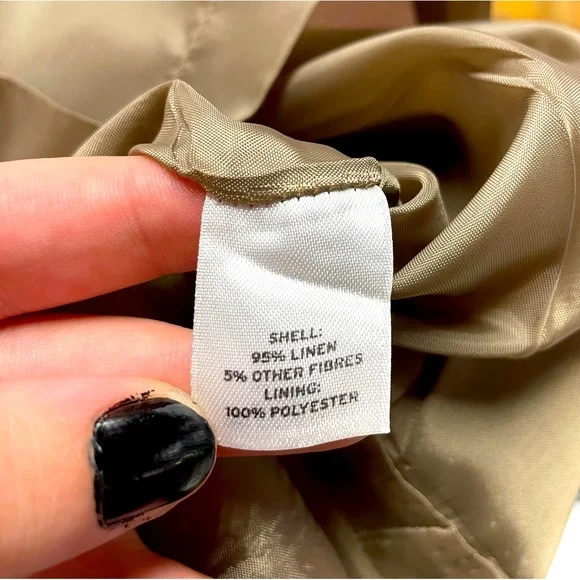 SHELL:
95% LINEN
5% OTHER FIBRES
LINING:
100% POLYESTER